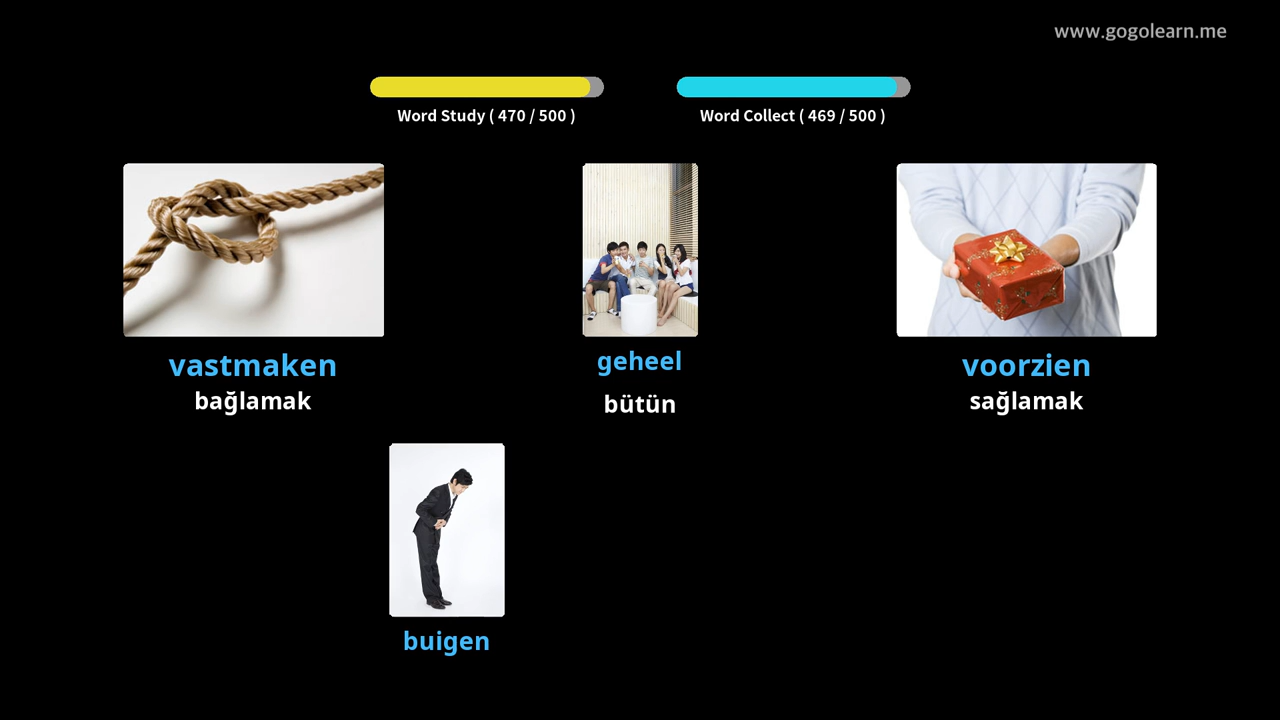 www.gogolearn.me
Word Study ( 470 / 500 )
Word Collect ( 469 / 500 )
vastmaken
bağlamak
geheel
bütün
voorzien
sağlamak
buigen